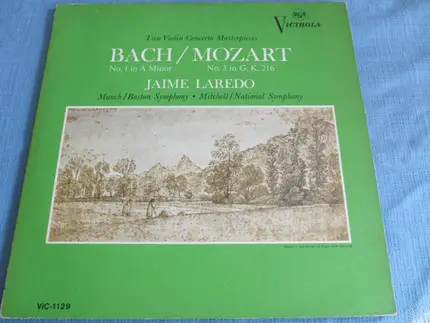 RCA
VICTROLA
Two Violin Concerto Masterpieces
BACH / MOZART
No. 1 in A Minor No. 3 in G, K. 216
JAIME LAREDO
Munch/Boston Symphony • Mitchell/National Symphony
VIC-1129